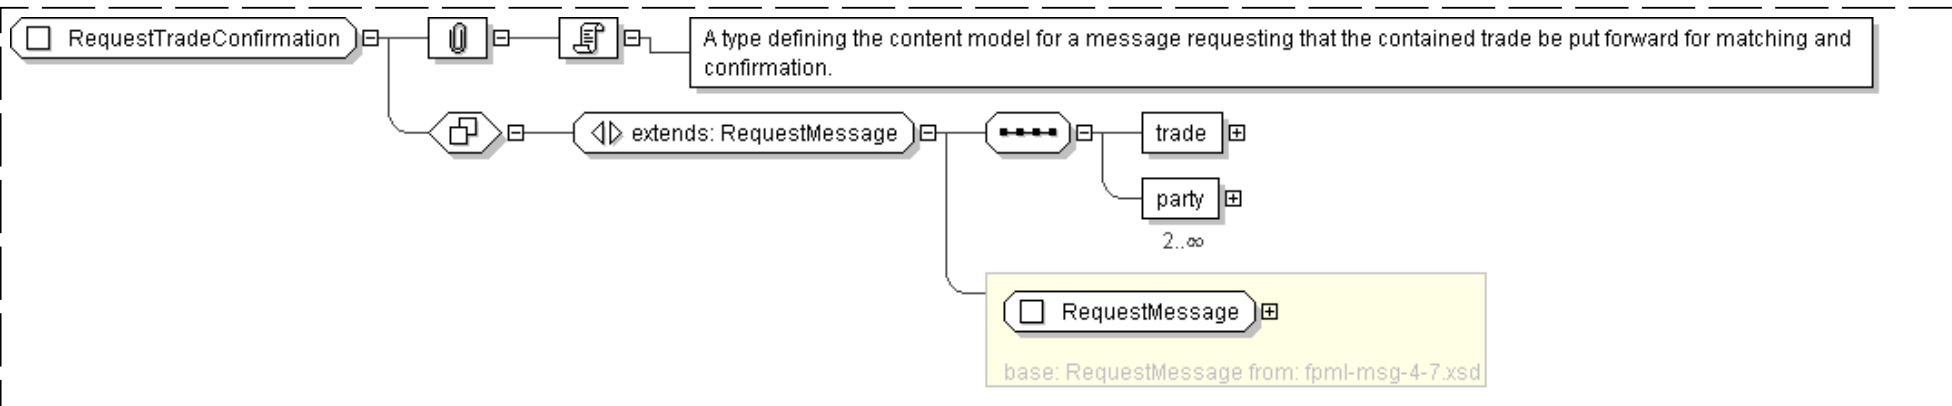 RequestTradeConfirmation
A type defining the content model for a message requesting that the contained trade be put forward for matching and
confirmation.
extends: RequestMessage
trade
party
2..∞
RequestMessage
base: RequestMessage from: fpml-msg-4-7.xsd